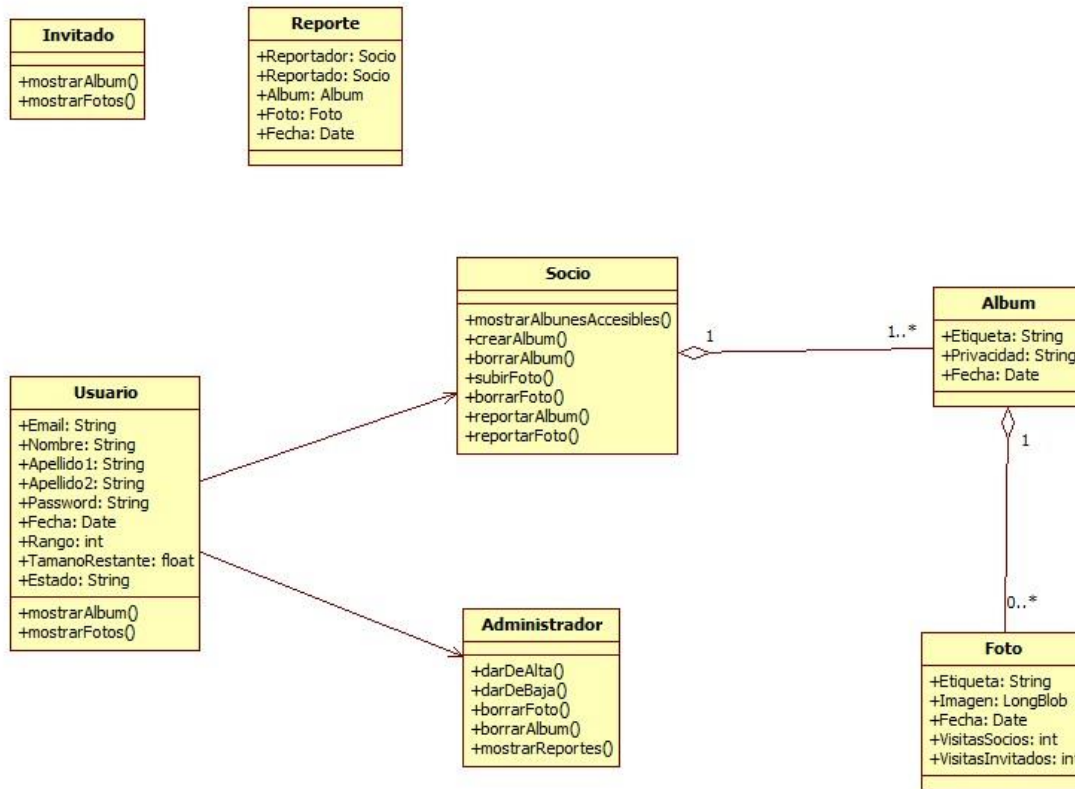 Invitado
+mostrarAlbum()
+mostrarFotos()
Reporte
+Reportador: Socio
+Reportado: Socio
+Album: Album
+Foto: Foto
+Fecha: Date
Socio
+mostrarAlbunesAccesibles()
+crearAlbum()
+borrarAlbum()
+subirFoto()
+borrarFoto()
+reportarAlbum()
+reportarFoto()
1
1..*
Album
+Etiqueta: String
+Privacidad: String
+Fecha: Date
1
0..*
Usuario
+Email: String
+Nombre: String
+Apellido1: String
+Apellido2: String
+Password: String
+Fecha: Date
+Rango: int
+TamanoRestante: float
+Estado: String
+mostrarAlbum()
+mostrarFotos()
Administrador
+darDeAlta()
+darDeBaja()
+borrarFoto()
+borrarAlbum()
+mostrarReportes()
Foto
+Etiqueta: String
+Imagen: LongBlob
+Fecha: Date
+VisitasSocios: int
+VisitasInvitados: int